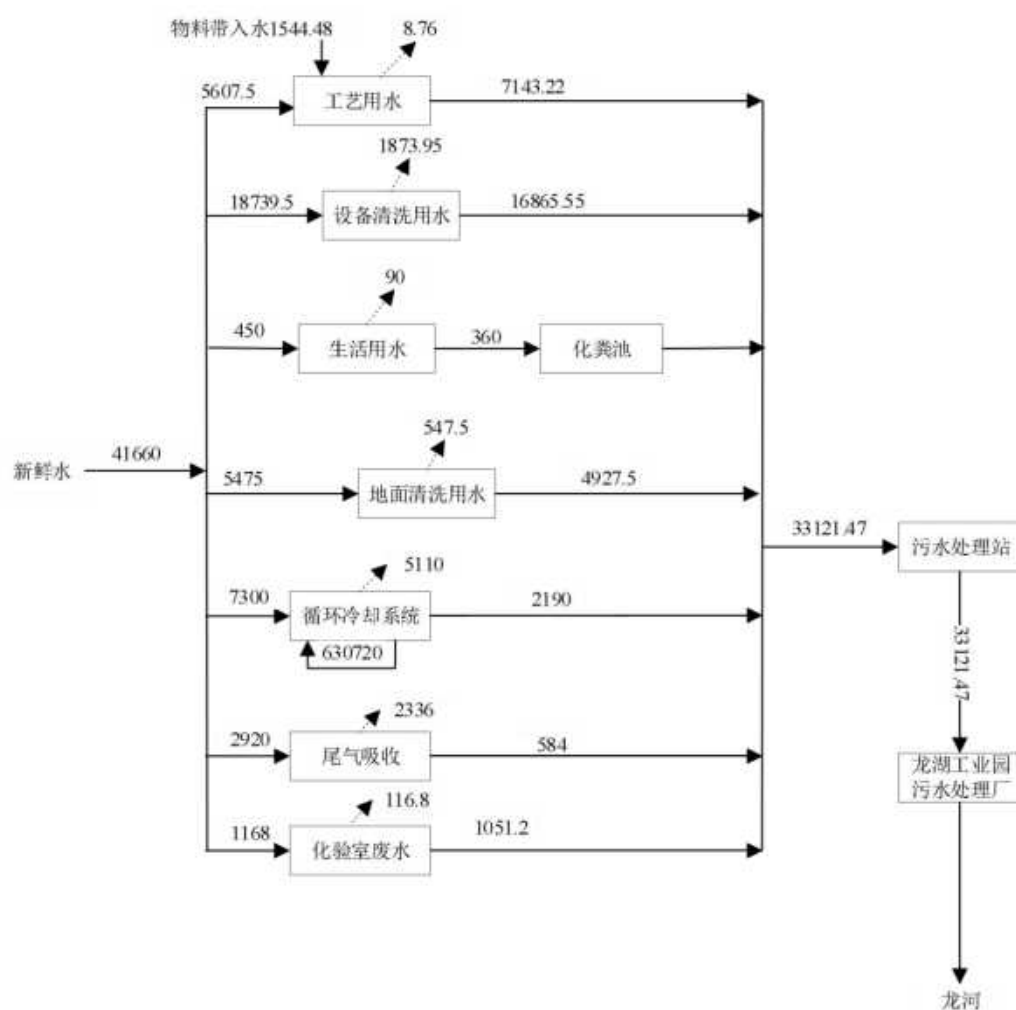 物料带入水1544.48
8.76
5607.5
工艺用水
7143.22
1873.95
18739.5
设备清洗用水
16865.55
90
450
生活用水
360
化粪池
547.5
新鲜水
41660
5475
地面清洗用水
4927.5
33121.47
污水处理站
5110
7300
循环冷却系统
2190
630720
33121.47
2336
2920
尾气吸收
584
龙湖工业园
污水处理厂
116.8
1168
化验室废水
1051.2
龙河